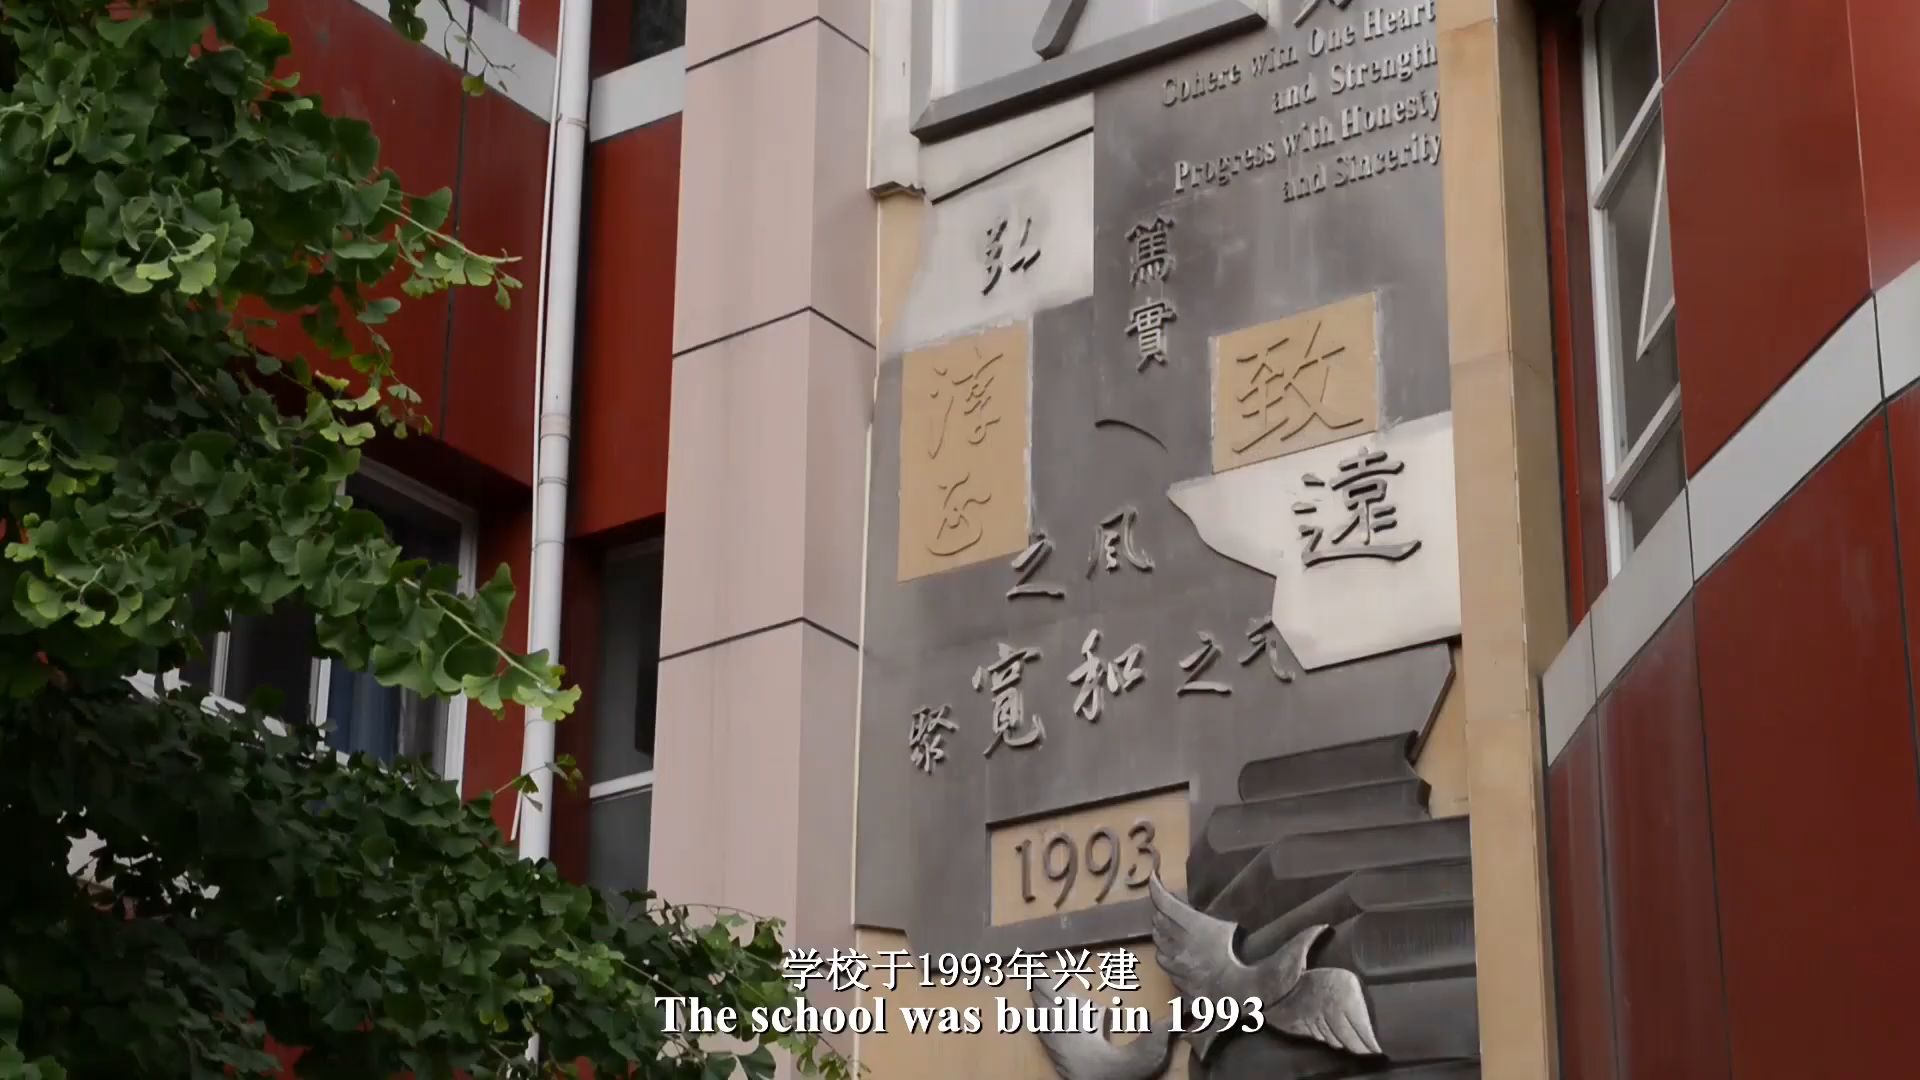 Cohere with One Heart
and Strength
Progress with Honesty
and Sincerity
弘
篤
實
淳
正
致
遠
之風
聚寬和之元
1993
学校于1993年兴建
The school was built in 1993